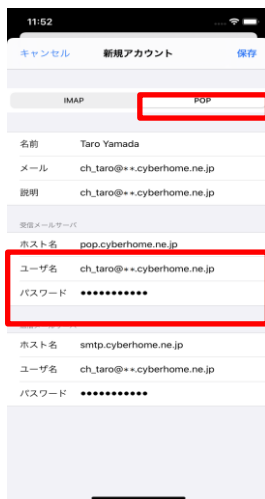 11:52
キャンセル 新規アカウント 保存
IMAP POP
名前 Taro Yamada
メール ch_taro@**.cyberhome.ne.jp
説明 ch_taro@**.cyberhome.ne.jp
受信メールサーバ
ホスト名 pop.cyberhome.ne.jp
ユーザ名 ch_taro@**.cyberhome.ne.jp
パスワード ●●●●●●●●●●●
ホスト名 smtp.cyberhome.ne.jp
ユーザ名 ch_taro@**.cyberhome.ne.jp
パスワード ●●●●●●●●●●●